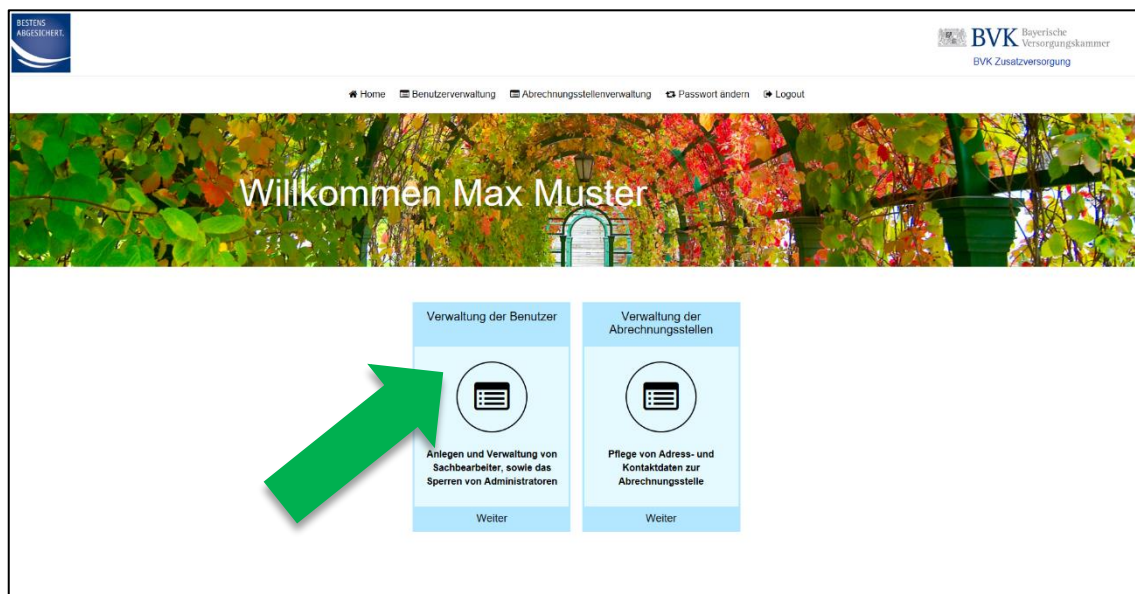 BESTENS
ABGESICHERT.
BVK Bayerische
Versorgungskammer
BVK Zusatzversorgung
Home Benutzerverwaltung Abrechnungsstellenverwaltung Passwort ändern Logout
Willkommen Max Muster
Verwaltung der Benutzer
Anlegen und Verwaltung von
Sachbearbeiter, sowie das
Sperren von Administratoren
Weiter
Verwaltung der
Abrechnungsstellen
Pflege von Adress- und
Kontaktdaten zur
Abrechnungsstelle
Weiter